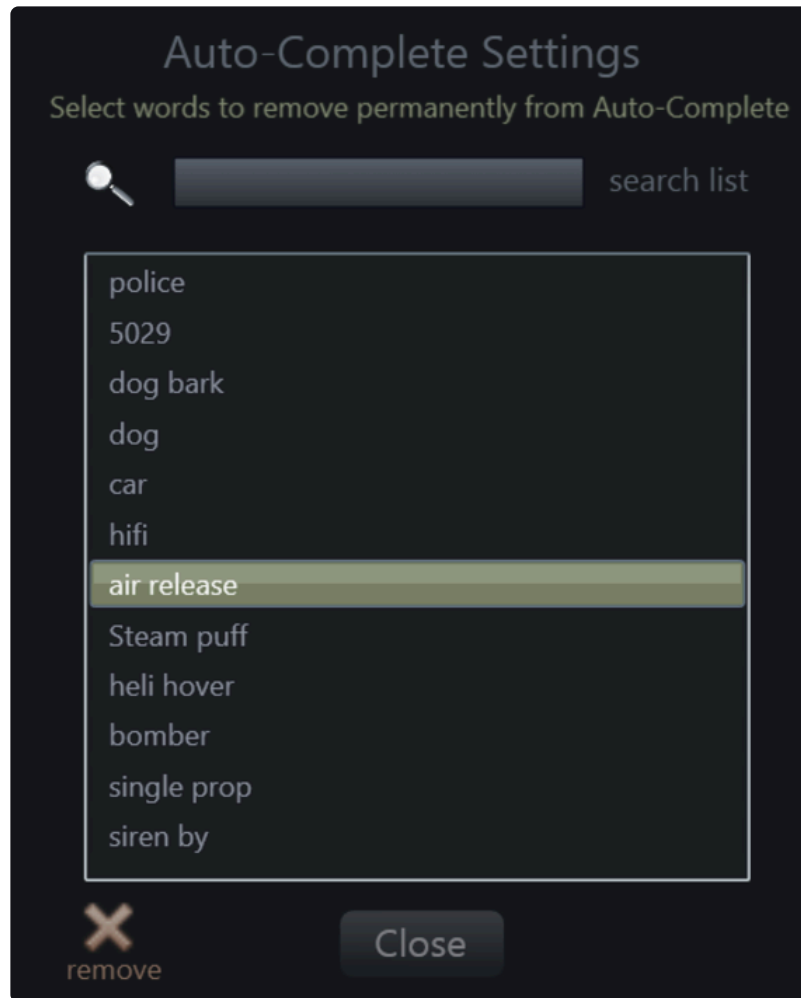 Auto-Complete Settings
Select words to remove permanently from Auto-Complete
search list
police
5029
dog bark
dog
car
hifi
air release
Steam puff
heli hover
bomber
single prop
siren by
remove
Close